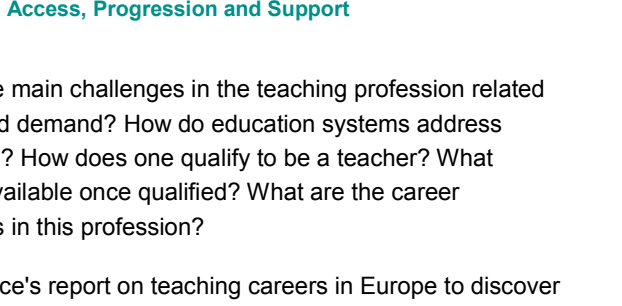 Access, Progression and Support
main challenges in the teaching profession related
demand? How do education systems address
? How does one qualify to be a teacher? What
once qualified? What are the career
in this profession?
report on teaching careers in Europe to discover